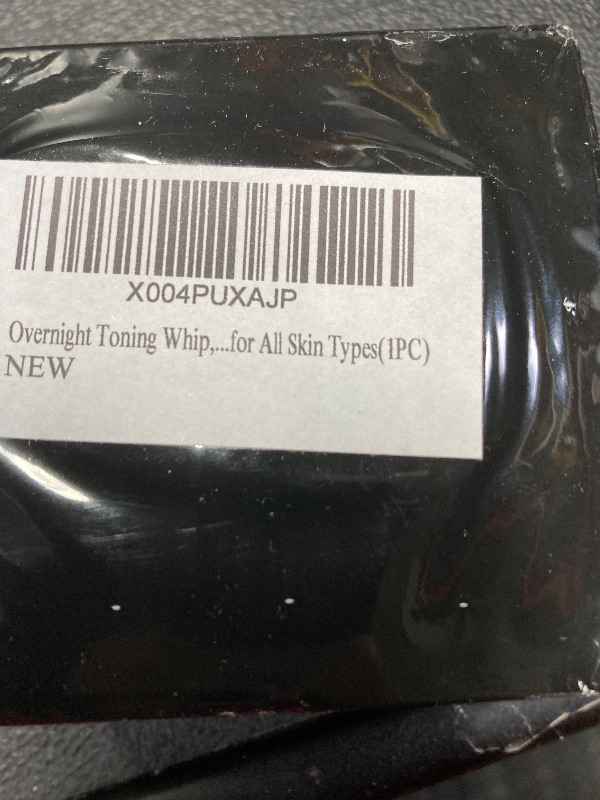 X004PUXAJP
Overnight Toning Whip,...for All Skin Types(1PC)
NEW